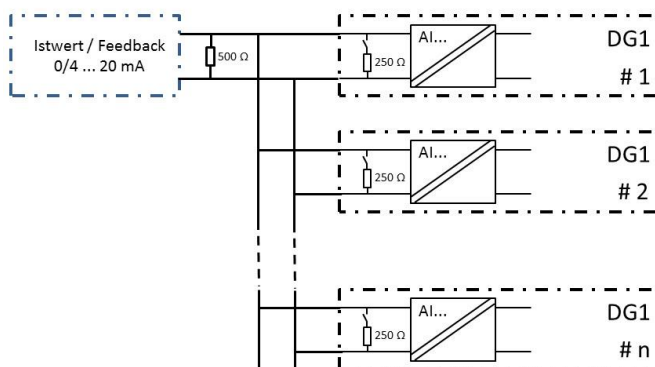 Istwert / Feedback
0/4 ... 20 mA
500 Ω
250 Ω
AI...
DG1
# 1
250 Ω
AI...
DG1
# 2
250 Ω
AI...
DG1
# n